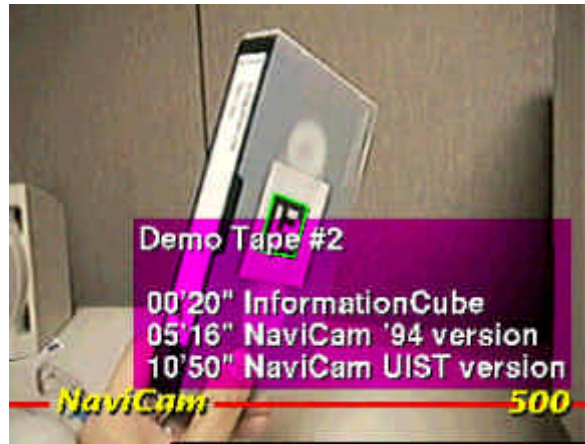 Demo Tape #2
00'20" InformationCube
05'16" NaviCam '94 version
10'50" NaviCam UIST version
NaviCam 500